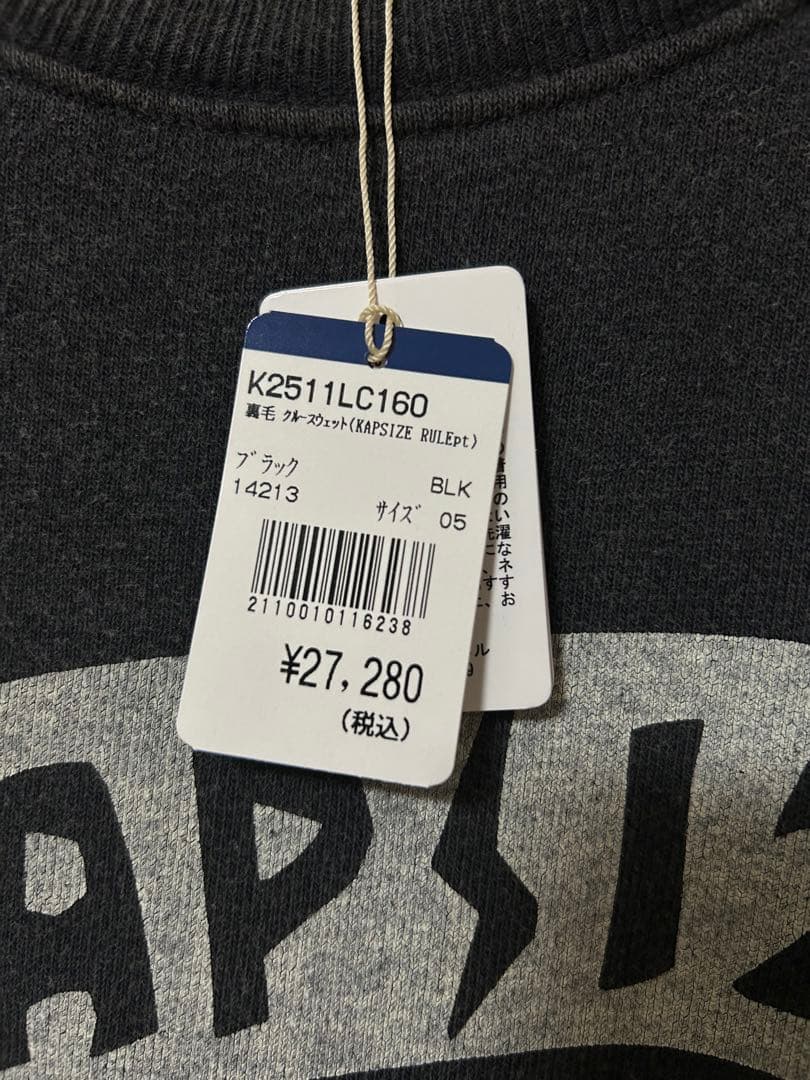 K2511LC160
裏毛 クルースウェット(KAPSIZE RULEpt)
ブラック BLK
14213 サイズ 05
2110010116238
¥27,280
(税込)
APSIZ